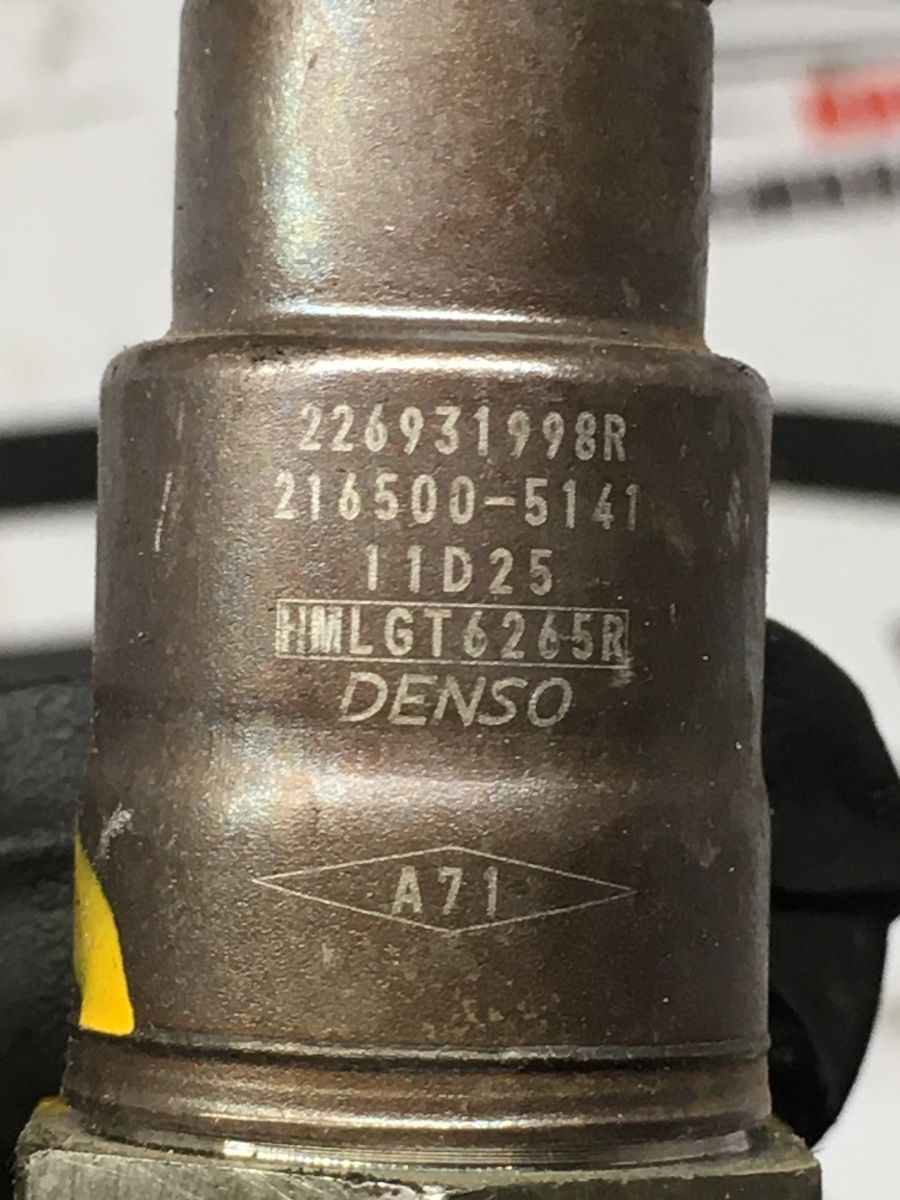 226931998R
216500-5141
11D25
HMLGT6265R
DENSO
A71